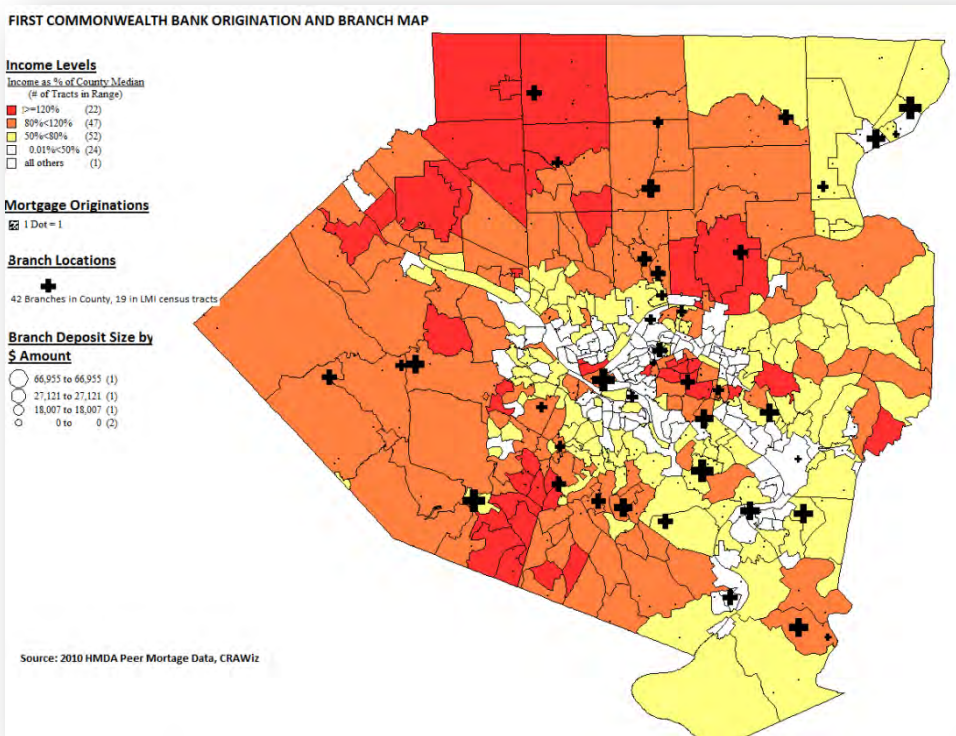 FIRST COMMONWEALTH BANK ORIGINATION AND BRANCH MAP
Income Levels
Income as % of County Median
(# of Tracts in Range)
>=120% (22)
80%<120% (47)
50%<80% (52)
0.01%<50% (24)
all others (1)
Mortgage Originations
1 Dot = 1
Branch Locations
42 Branches in County, 19 in LMI census tracts
Branch Deposit Size by
$ Amount
66,955 to 66,955 (1)
27,121 to 27,121 (1)
18,007 to 18,007 (1)
0 to 0 (2)
Source: 2010 HMDA Peer Mortage Data, CRAWiz